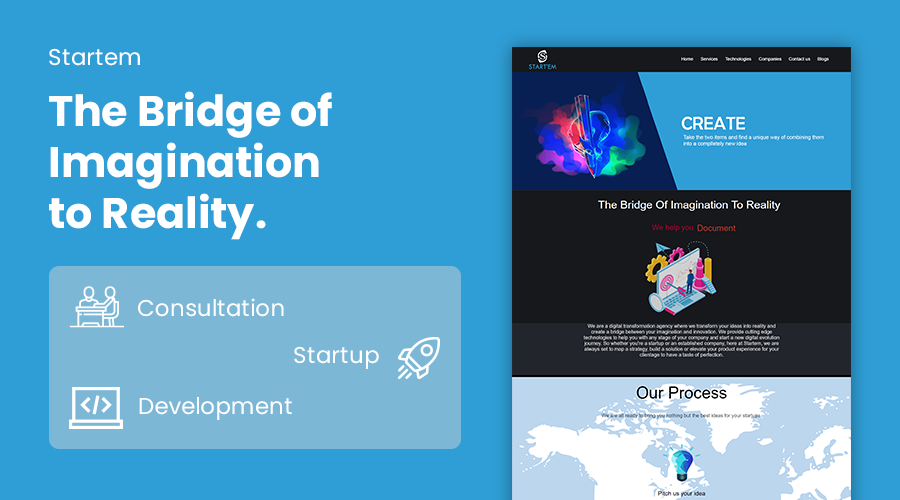 Startem
The Bridge of
Imagination
to Reality.
Consultation
Startup
Development
START'EM
Home Services Technologies Companies Contact us Blogs
CREATE
Take the two items and find a unique way of combining them
into a completely new idea
The Bridge Of Imagination To Reality
We help you Document
We are a digital transformation agency where we transform your ideas into reality and
create a bridge between your imagination and innovation. We provide cutting edge
technologies to help you with any stage of your company and start a new digital evolution
journey. So whether you're a startup or an established company, here at Startem, we are
always set to map a strategy, build a solution or elevate your product experience for your
clientage to have a taste of perfection.
Our Process
We are all ready to bring you nothing but the best ideas for your startups
Pitch us your idea